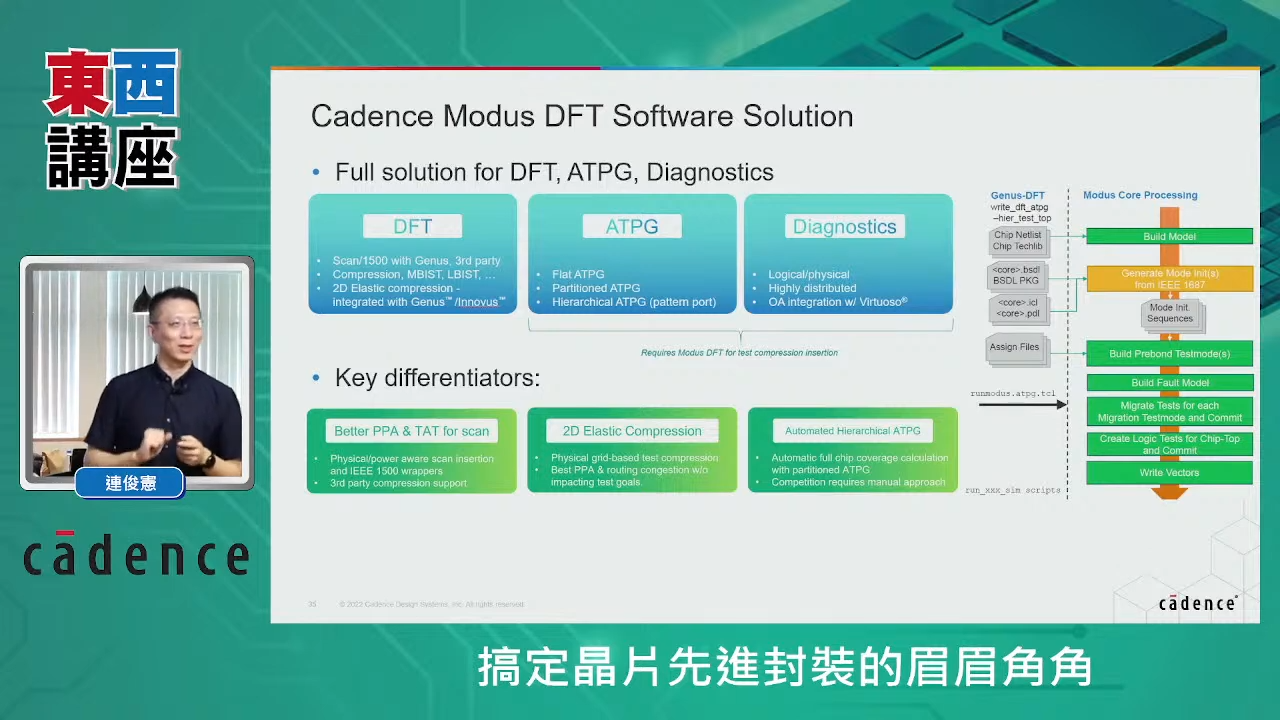 東西
講座
連俊憲
cādence
Cadence Modus DFT Software Solution
• Full solution for DFT, ATPG, Diagnostics
DFT
• Scan/1500 with Genus, 3rd party
• Compression, MBIST, LBIST, …
• 2D Elastic compression -
integrated with Genus™/Innovus™
ATPG
• Flat ATPG
• Partitioned ATPG
• Hierarchical ATPG (pattern port)
Diagnostics
• Logical/physical
• Highly distributed
• OA integration w/ Virtuoso®
Requires Modus DFT for test compression insertion
• Key differentiators:
Better PPA & TAT for scan
• Physical/power aware scan insertion
and IEEE 1500 wrappers
• 3rd party compression support
2D Elastic Compression
• Physical grid-based test compression
• Best PPA & routing congestion w/o
impacting test goals
Automated Hierarchical ATPG
• Automatic full chip coverage calculation
with partitioned ATPG
• Competition requires manual approach
Genus-DFT
write_dft_atpg
–hier_test_top
Chip Netlist
Chip Techlib
<core>.bsdl
BSDL PKG
<core>.icl
<core>.pdl
Assign Files
runmodus.atpg.tcl
run_xxx_sim scripts
Modus Core Processing
Build Model
Generate Mode Init(s)
from IEEE 1687
Mode Init
Sequences
Build Prebond Testmode(s)
Build Fault Model
Migrate Tests for each
Migration Testmode and Commit
Create Logic Tests for Chip-Top
and Commit
Write Vectors
35 © 2022 Cadence Design Systems, Inc. All rights reserved.
cādence®
搞定晶片先進封裝的眉眉角角